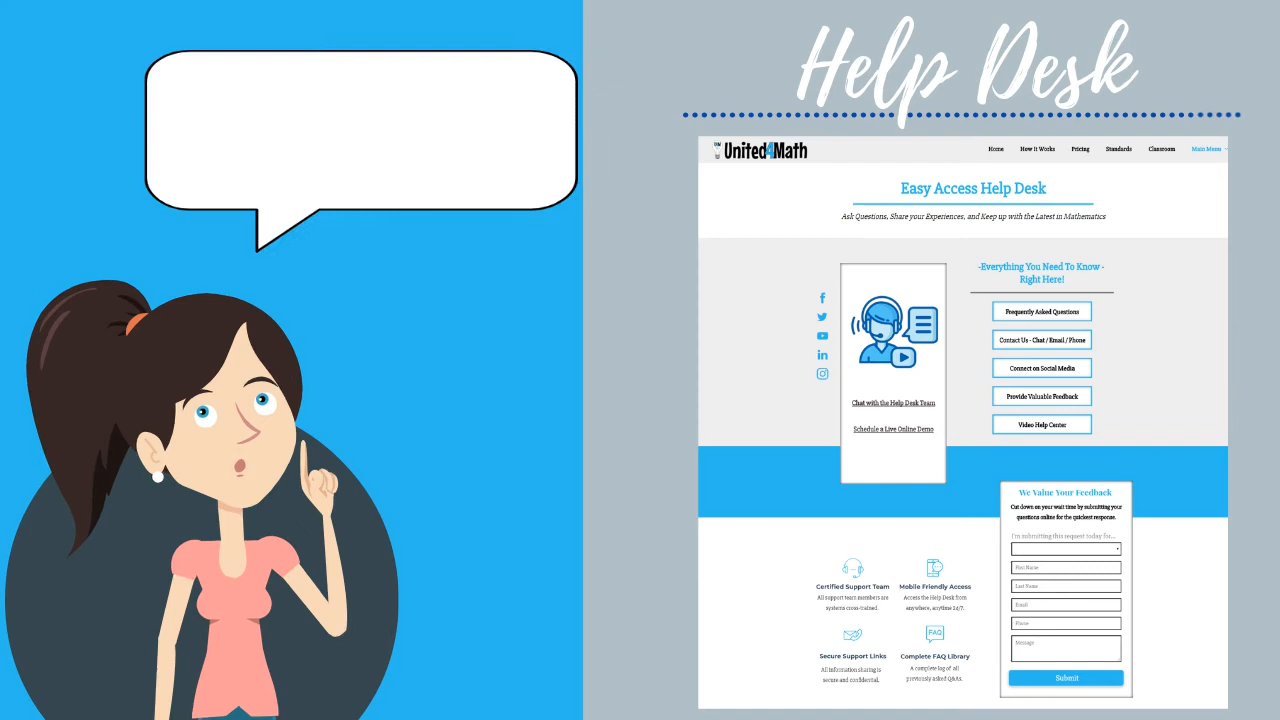 Help Desk
United4Math
Home How It Works Pricing Standards Classroom Main Menu
Easy Access Help Desk
Ask Questions, Share your Experiences, and Keep up with the Latest in Mathematics
-Everything You Need To Know -
Right Here!
Frequently Asked Questions
Contact Us - Chat / Email / Phone
Connect on Social Media
Provide Valuable Feedback
Video Help Center
Chat with the Help Desk Team
Schedule a Live Online Demo
We Value Your Feedback
Cut down on your wait time by submitting your
questions online for the quickest response.
I'm submitting this request today for...
First Name
Last Name
Email
Phone
Message
Submit
Certified Support Team
All support team members are
systems cross-trained.
Mobile Friendly Access
Access the Help Desk from
anywhere, anytime 24/7.
Secure Support Links
All information sharing is
secure and confidential.
FAQ
Complete FAQ Library
A complete log of all
previously asked Q&As.